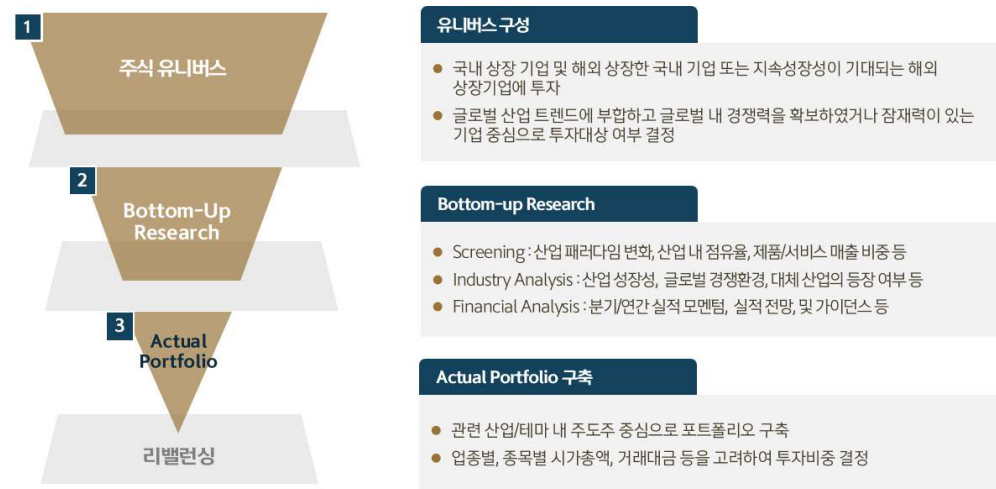 1
주식 유니버스
2
Bottom-Up
Research
3
Actual
Portfolio
리밸런싱
유니버스 구성
● 국내 상장 기업 및 해외 상장한 국내 기업 또는 지속성장성이 기대되는 해외
상장기업에 투자
● 글로벌 산업 트렌드에 부합하고 글로벌 내 경쟁력을 확보하였거나 잠재력이 있는
기업 중심으로 투자대상 여부 결정
Bottom-up Research
● Screening : 산업 패러다임 변화, 산업 내 점유율, 제품/서비스 매출 비중 등
● Industry Analysis : 산업 성장성, 글로벌 경쟁환경, 대체 산업의 등장 여부 등
● Financial Analysis : 분기/연간 실적 모멘텀, 실적 전망, 및 가이던스 등
Actual Portfolio 구축
● 관련 산업/테마 내 주도주 중심으로 포트폴리오 구축
● 업종별, 종목별 시가총액, 거래대금 등을 고려하여 투자비중 결정